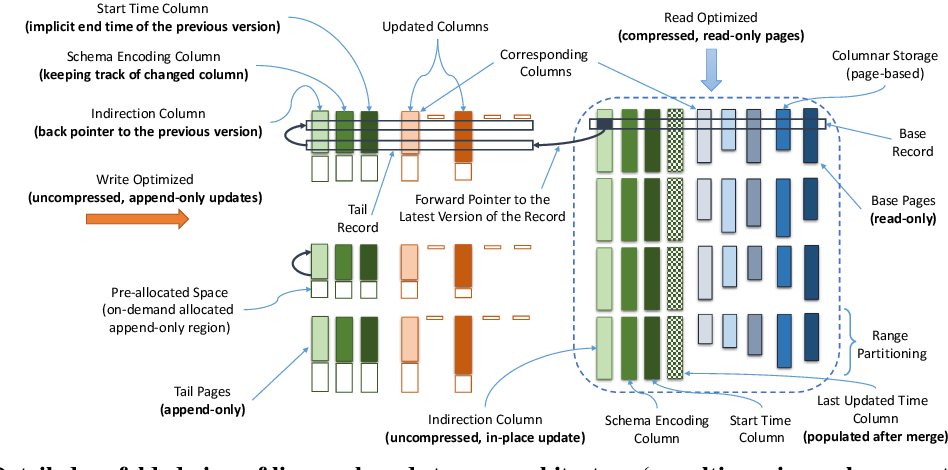 Start Time Column
(implicit end time of the previous version)
Schema Encoding Column
(keeping track of changed column)
Indirection Column
(back pointer to the previous version)
Write Optimized
(uncompressed, append-only updates)
Updated Columns
Corresponding
Columns
Read Optimized
(compressed, read-only pages)
Columnar Storage
(page-based)
Base
Record
Base Pages
(read-only)
Tail
Record
Forward Pointer to the
Latest Version of the Record
Pre-allocated Space
(on-demand allocated
append-only region)
Tail Pages
(append-only)
Range
Partitioning
Indirection Column
(uncompressed, in-place update)
Schema Encoding
Column
Start Time
Column
Last Updated Time
Column
(populated after merge)